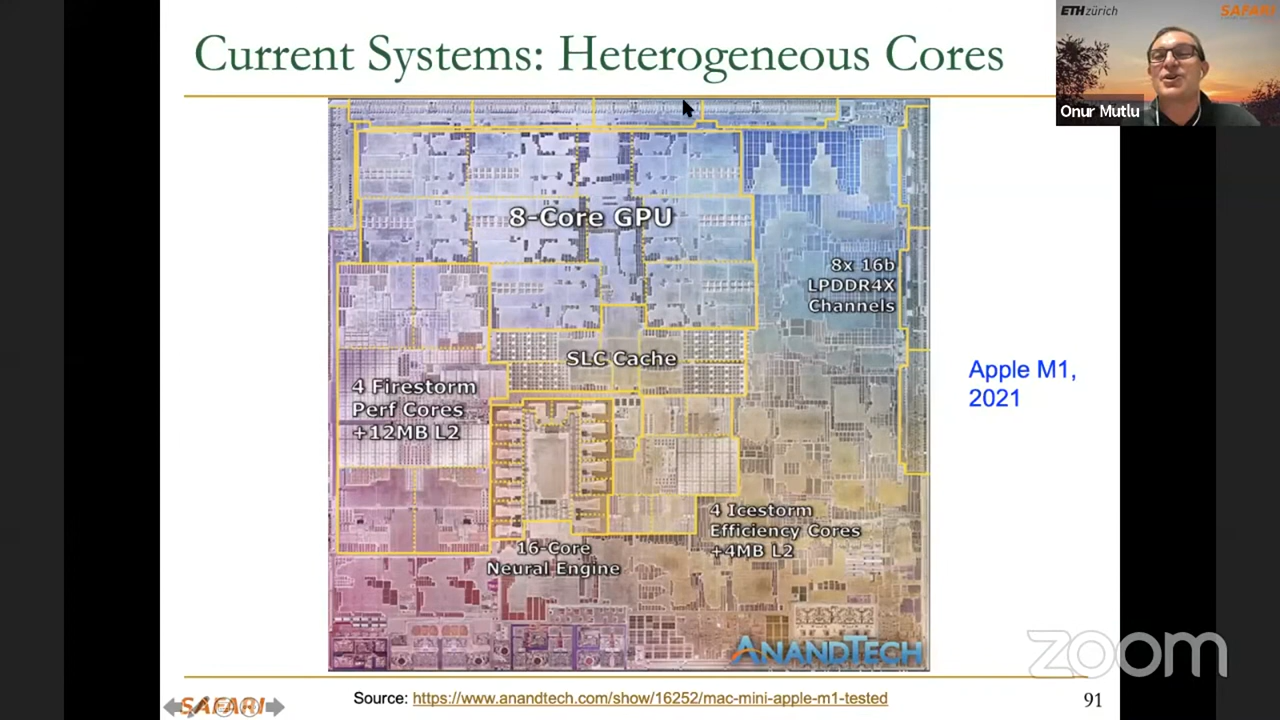 Current Systems: Heterogeneous Cores
ETH zürich
SAFARI
Onur Mutlu
8-Core GPU
8x 16b
LPDDR4X
Channels
SLC Cache
4 Firestorm
Perf Cores
+12MB L2
Apple M1,
2021
4 Icestorm
Efficiency Cores
+4MB L2
16-Core
Neural Engine
ANANDTECH
zoom
SAFARI
Source: https://www.anandtech.com/show/16252/mac-mini-apple-m1-tested
91